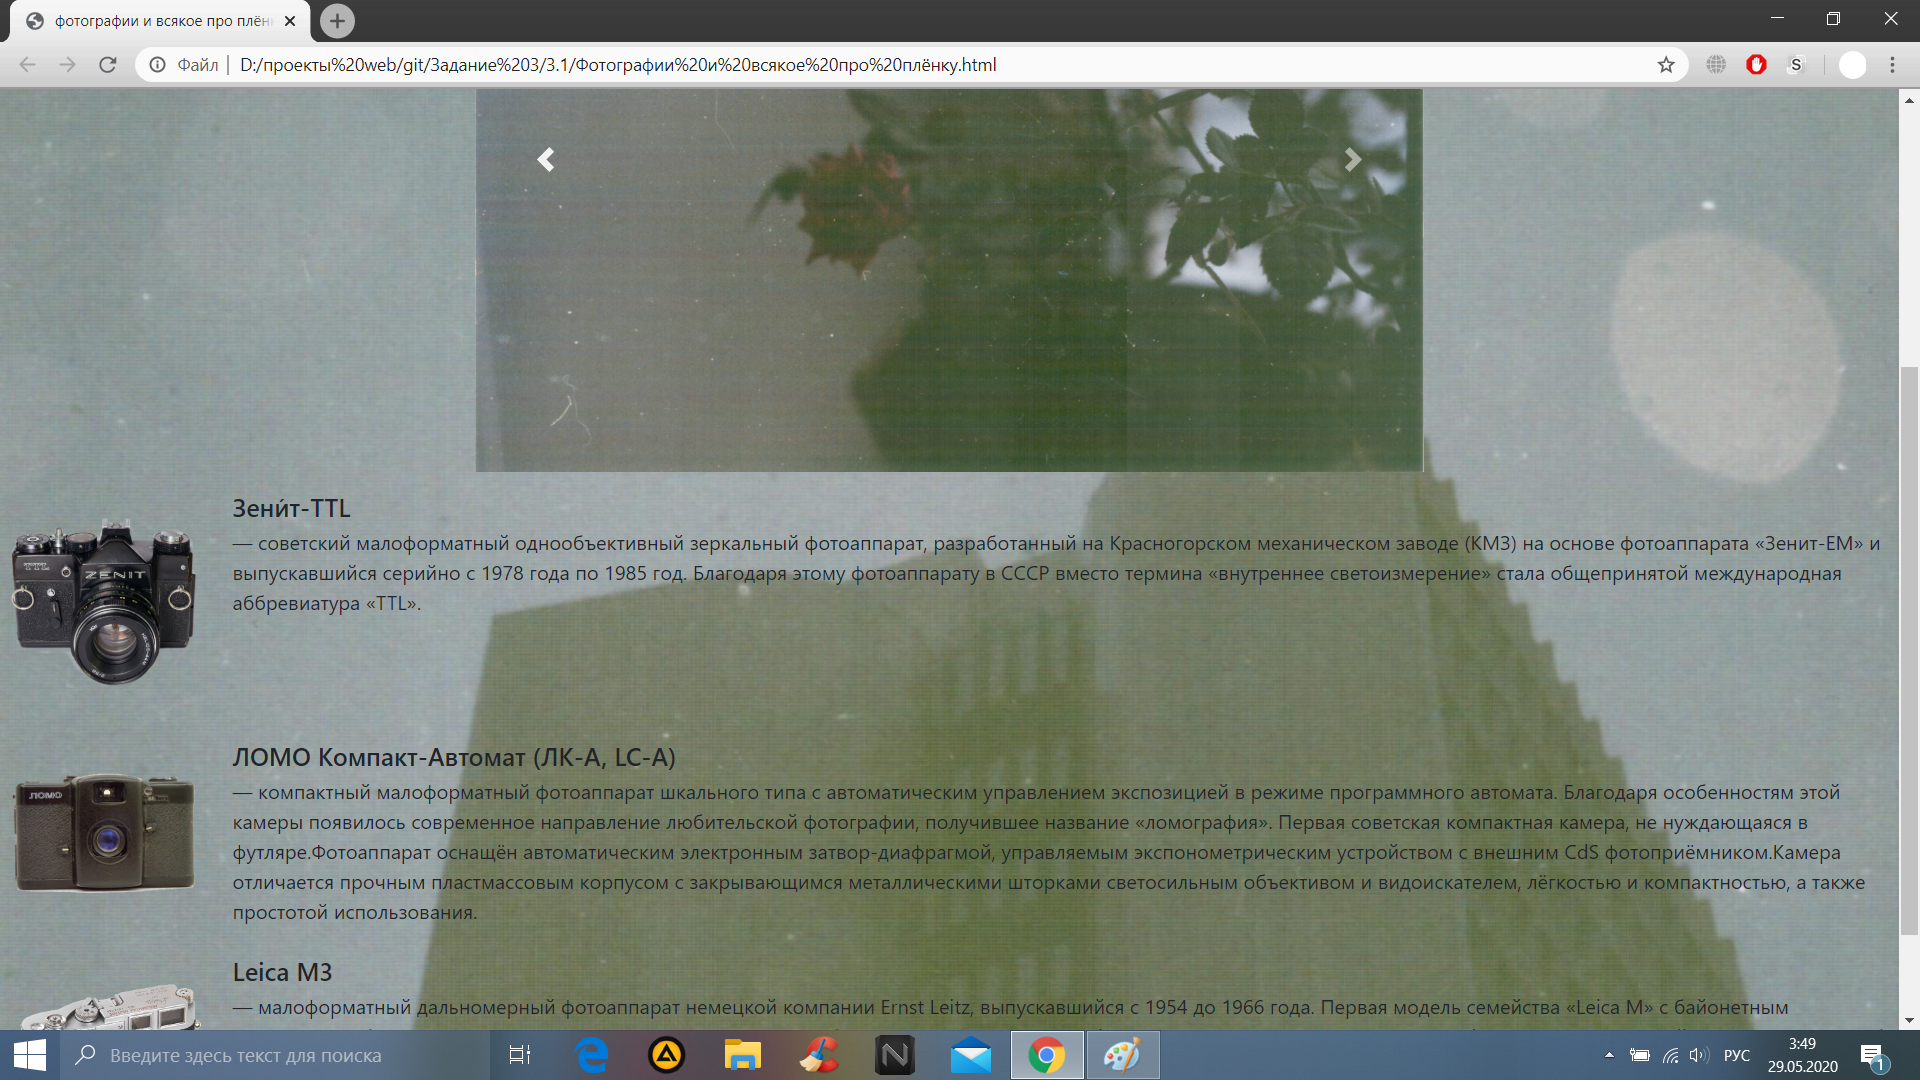 фотографии и всякое про плён
Файл
D:/проекты%20web/git/Задание%203/3.1/Фотографии%20и%20всякое%20про%20плёнку.html
S
Зени́т-TTL
— советский малоформатный однообъективный зеркальный фотоаппарат, разработанный на Красногорском механическом заводе (КМЗ) на основе фотоаппарата «Зенит-ЕМ» и
выпускавшийся серийно с 1978 года по 1985 год. Благодаря этому фотоаппарату в СССР вместо термина «внутреннее светоизмерение» стала общепринятой международная
аббревиатура «TTL».
TTL
ZENIT
ЛОМО Компакт-Автомат (ЛК-А, LC-A)
— компактный малоформатный фотоаппарат шкального типа с автоматическим управлением экспозицией в режиме программного автомата. Благодаря особенностям этой
камеры появилось современное направление любительской фотографии, получившее название «ломография». Первая советская компактная камера, не нуждающаяся в
футляре.Фотоаппарат оснащён автоматическим электронным затвор-диафрагмой, управляемым экспонометрическим устройством с внешним CdS фотоприёмником.Камера
отличается прочным пластмассовым корпусом с закрывающимся металлическими шторками светосильным объективом и видоискателем, лёгкостью и компактностью, а также
простотой использования.
ЛОМО
Leica M3
— малоформатный дальномерный фотоаппарат немецкой компании Ernst Leitz, выпускавшийся с 1954 до 1966 года. Первая модель семейства «Leica M» с байонетным
Введите здесь текст для поиска
N
РУС
3:49
29.05.2020
1